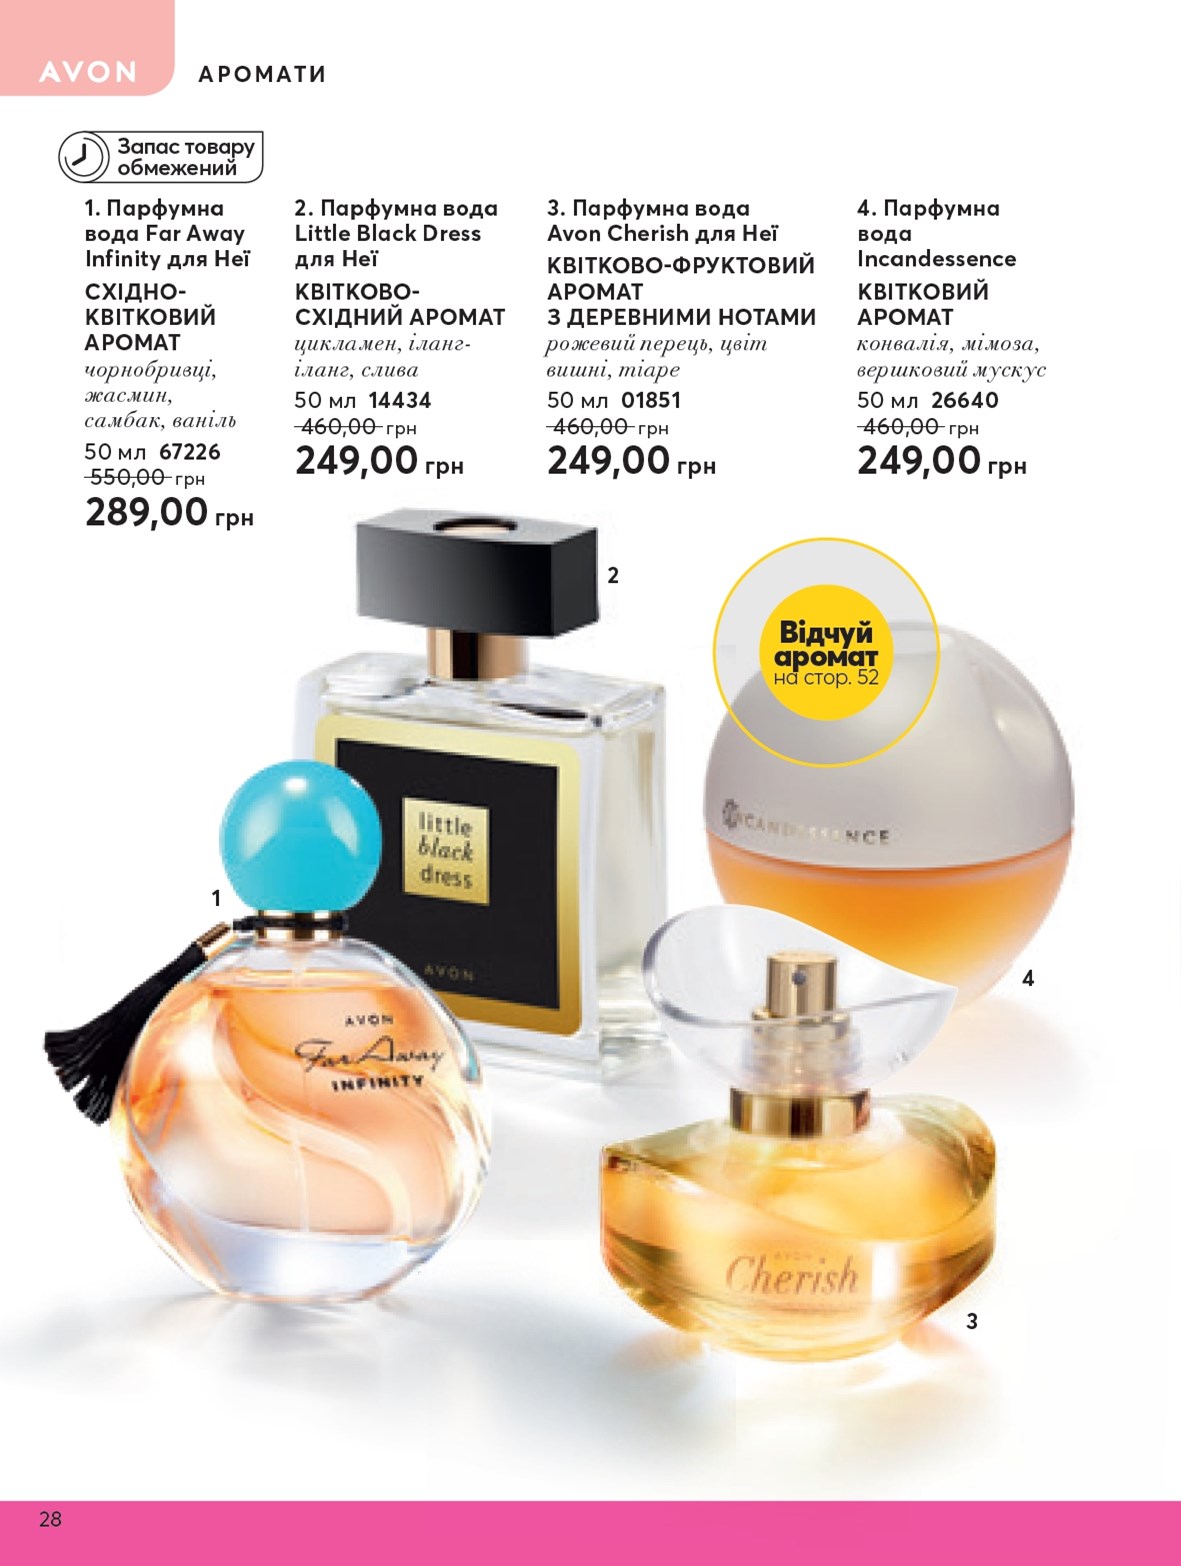 AVON
АРОМАТИ
Запас товару
обмежений
1. Парфумна
вода Far Away
Infinity для Неї
СХІДНО-
КВІТКОВИЙ
АРОМАТ
чорнобривці,
жасмин,
самбак, ваніль
50 мл 67226
550,00 грн
289,00 грн
2. Парфумна вода
Little Black Dress
для Неї
КВІТКОВО-
СХІДНИЙ АРОМАТ
цикламен, іланг-
іланг, слива
50 мл 14434
460,00 грн
249,00 грн
3. Парфумна вода
Avon Cherish для Неї
КВІТКОВО-ФРУКТОВИЙ
АРОМАТ
З ДЕРЕВНИМИ НОТАМИ
рожевий перець, цвіт
вишні, тіаре
50 мл 01851
460,00 грн
249,00 грн
4. Парфумна
вода
Incandessence
КВІТКОВИЙ
АРОМАТ
конвалія, мімоза,
вершковий мускус
50 мл 26640
460,00 грн
249,00 грн
2
Відчуй
аромат
на стор. 52
INCANDESSENCE
little
black
dress
AVON
1
4
AVON
Far Away
INFINITY
AVON
Cherish
3
28